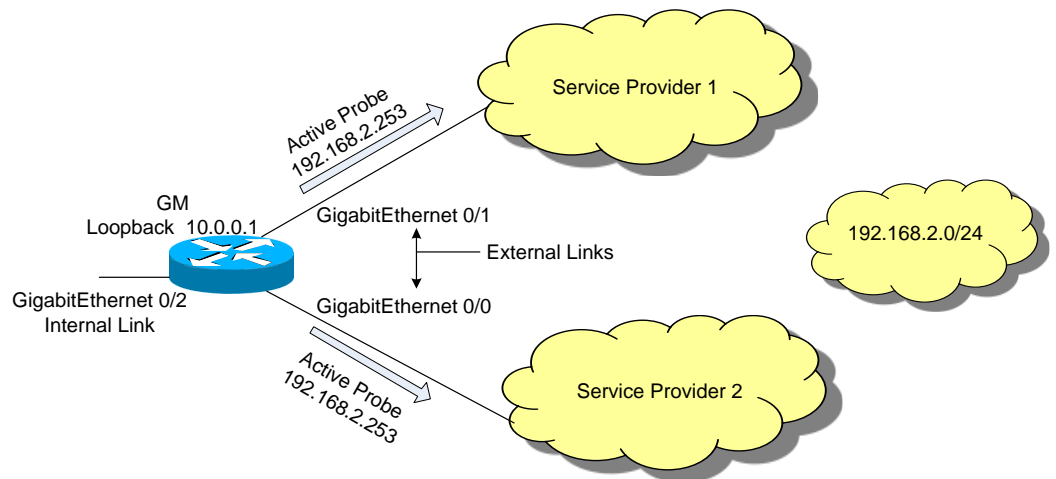 Service Provider 1
Active Probe
192.168.2.253
GM
Loopback 10.0.0.1
GigabitEthernet 0/1
External Links
192.168.2.0/24
GigabitEthernet 0/2
Internal Link
GigabitEthernet 0/0
Active Probe
192.168.2.253
Service Provider 2